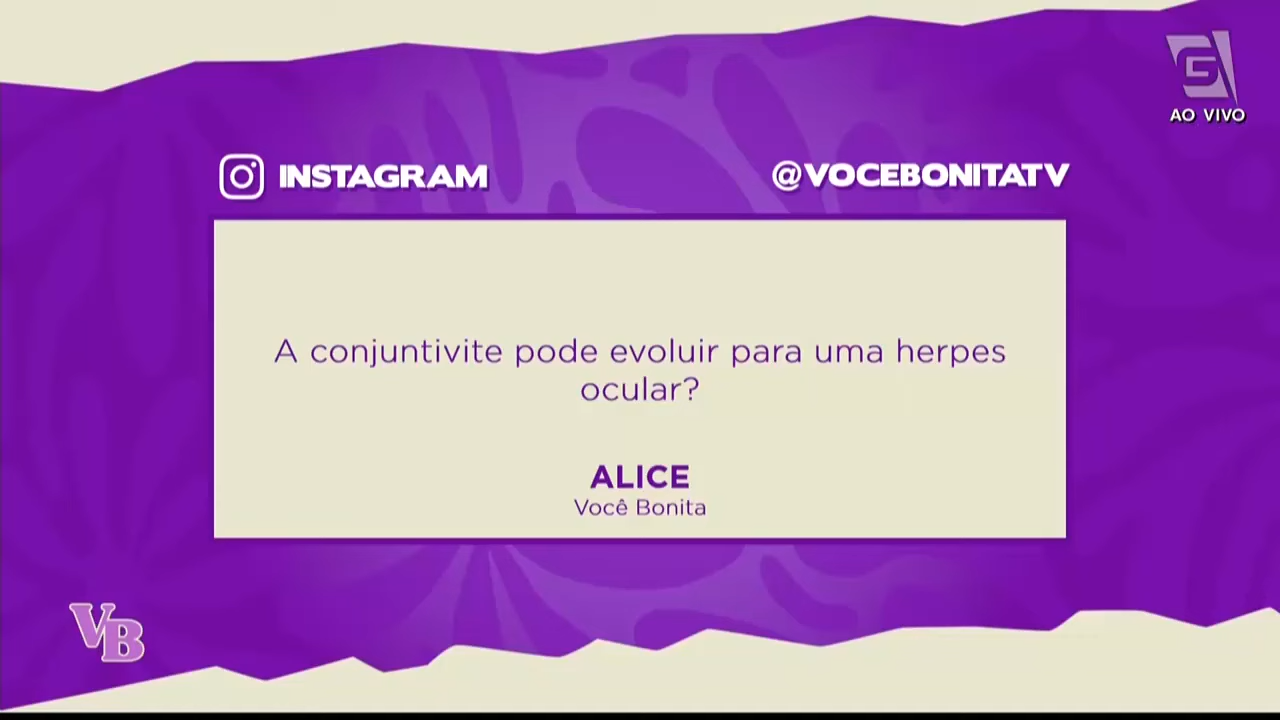 G
AO VIVO
INSTAGRAM
@VOCEBONITATV
A conjuntivite pode evoluir para uma herpes
ocular?
ALICE
Você Bonita
VB